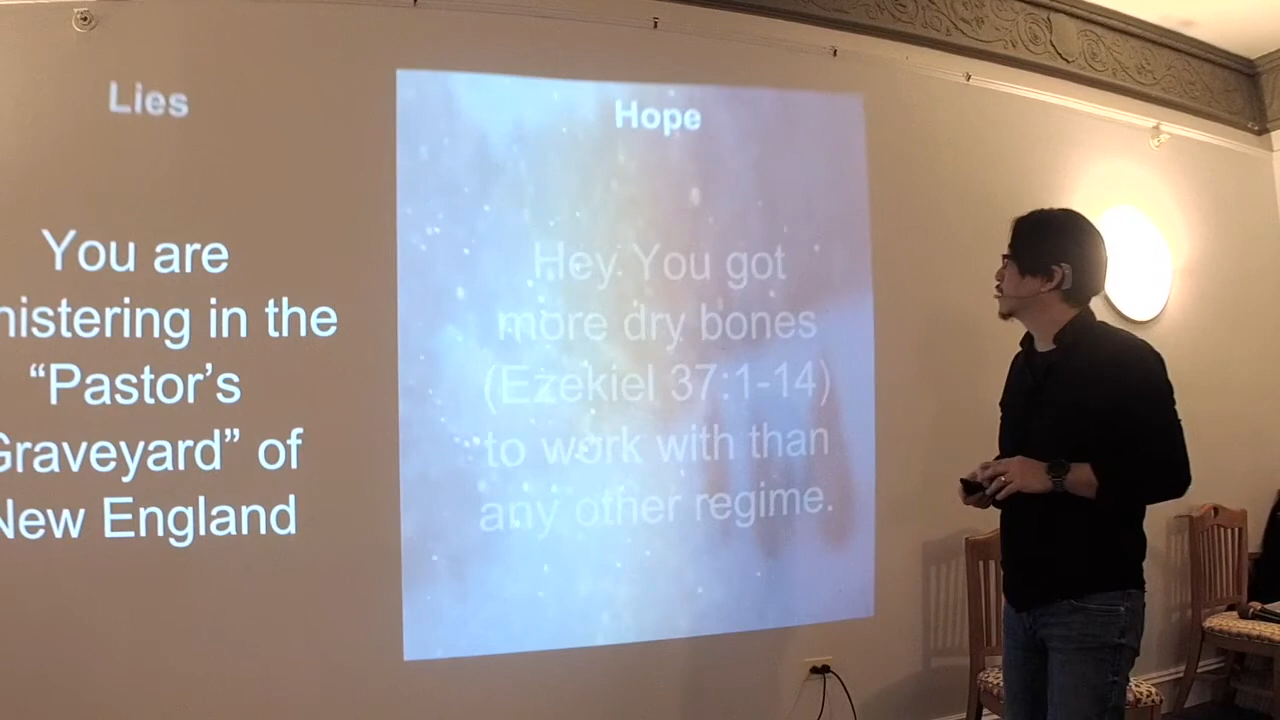 Lies
You are
nistering in the
“Pastor’s
Graveyard” of
New England
Hope
Hey You got
more dry bones
(Ezekiel 37:1-14)
to work with than
any other regime.